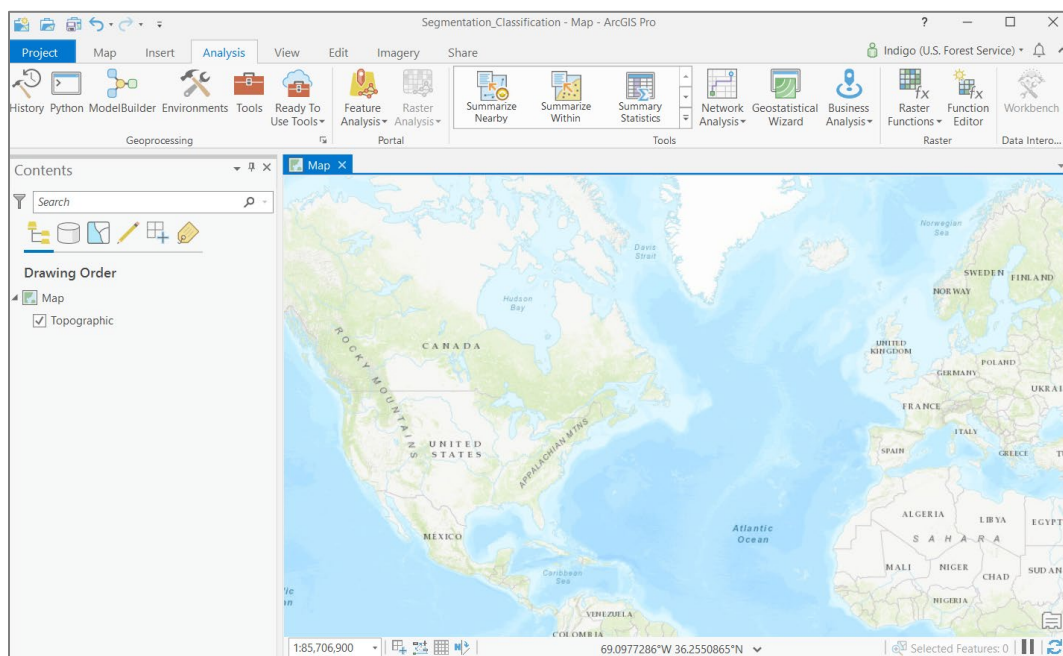 Segmentation_Classification - Map - ArcGIS Pro
?
Project Map Insert Analysis View Edit Imagery Share
Indigo (U.S. Forest Service)
History Python ModelBuilder Environments Tools Ready To Use Tools
Feature Analysis Raster Analysis
Summarize Nearby Summarize Within Summary Statistics
Network Analysis Geostatistical Wizard Business Analysis
Raster Functions Function Editor
Workbench
Geoprocessing Portal Tools Raster Data Intero...
Contents
Map
Search
Drawing Order
Map
Topographic
Norwegian Sea
Davis Strait
SWEDEN FINLAND
NORWAY
Hudson Bay
UNITED KINGDOM
CANADA
ROCKY MOUNTAINS
POLAND
GERMANY
UKRAI
FRANCE
APPALACHIAN MTNS
ITALY
UNITED STATES
SPAIN
GREECE
T
ALGERIA
LIBYA
EGYPT
Atlantic Ocean
SAHARA
MEXICO
MALI
NIGER
CHAD
SUDAN
Caribbean Sea
ic
an
NIGERIA
VENEZUELA
COLOMBIA
1:85,706,900
69.0977286°W 36.2550865°N
Selected Features: 0